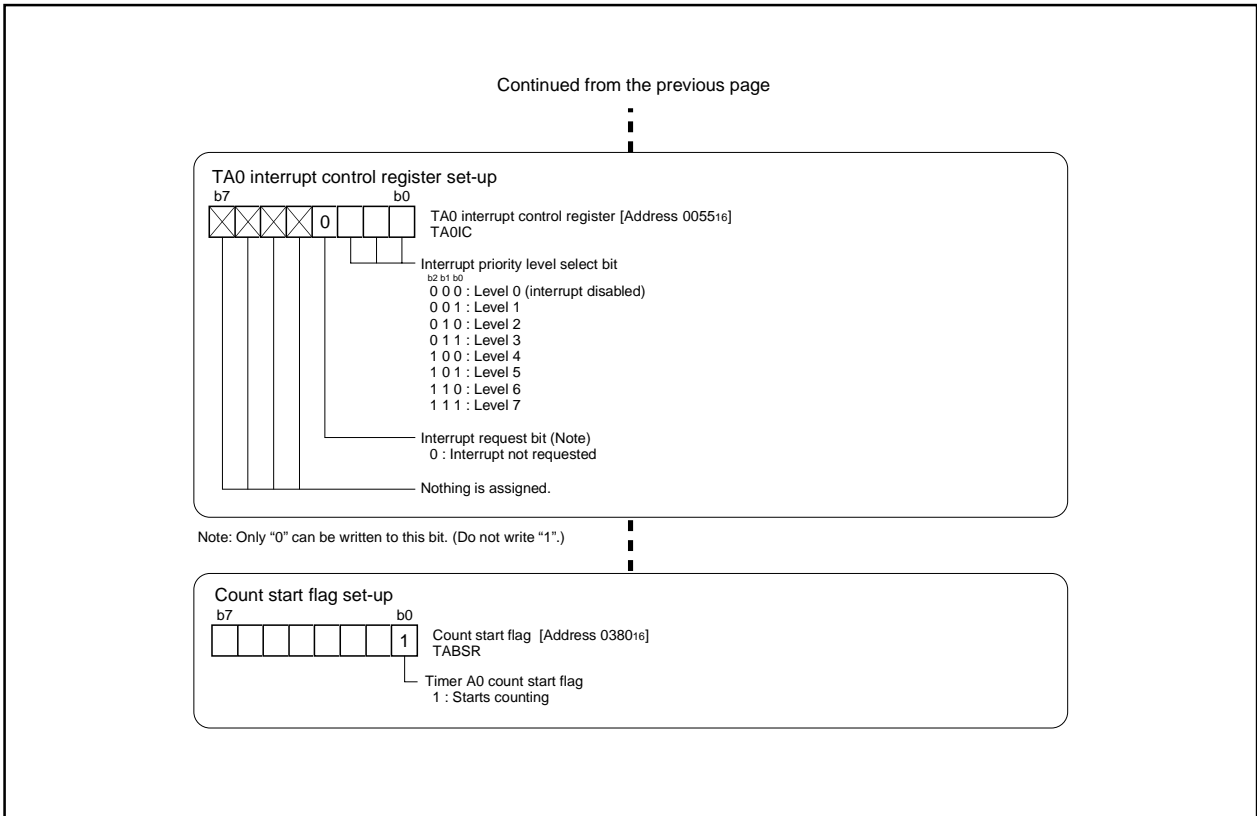 Continued from the previous page
TA0 interrupt control register set-up
b7 b0
0 TA0 interrupt control register [Address 005516]
TA0IC
Interrupt priority level select bit
b2 b1 b0
0 0 0 : Level 0 (interrupt disabled)
0 0 1 : Level 1
0 1 0 : Level 2
0 1 1 : Level 3
1 0 0 : Level 4
1 0 1 : Level 5
1 1 0 : Level 6
1 1 1 : Level 7
Interrupt request bit (Note)
0 : Interrupt not requested
Nothing is assigned.
Note: Only “0” can be written to this bit. (Do not write “1”.)
Count start flag set-up
b7 b0
1 Count start flag [Address 038016]
TABSR
Timer A0 count start flag
1 : Starts counting